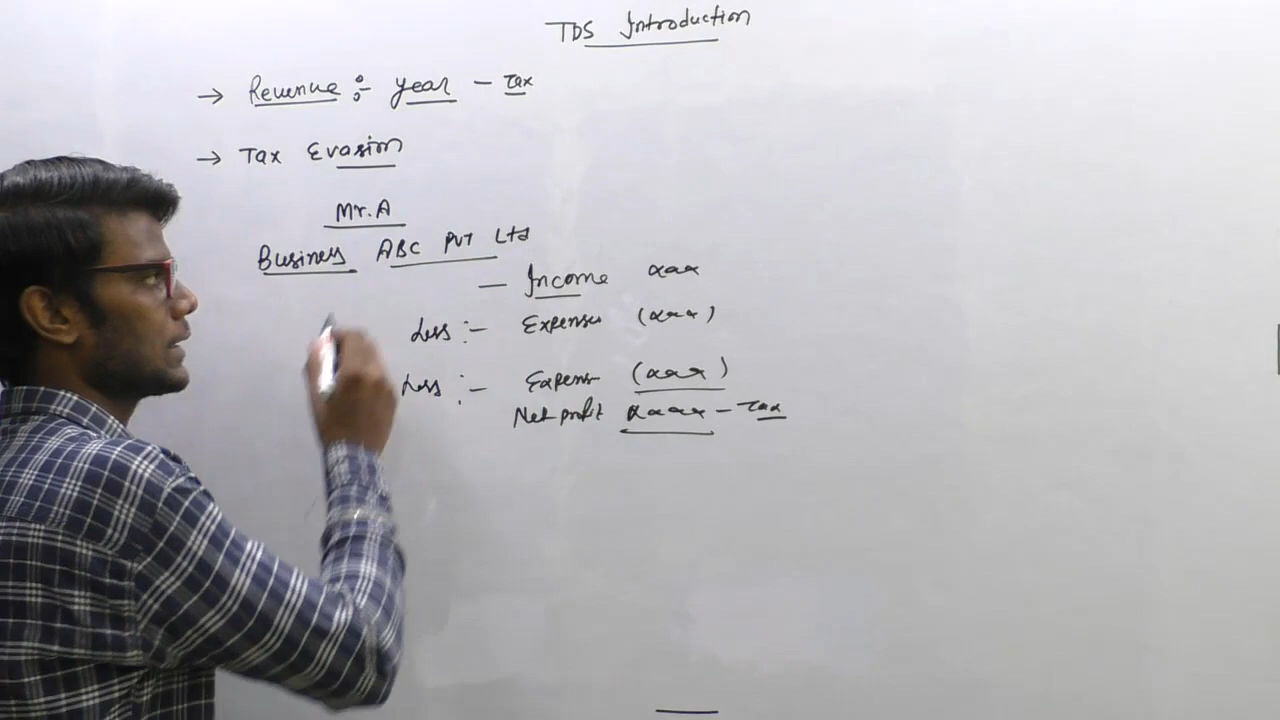 TDS Introduction
→ Revenue :- year - Tax
→ Tax Evasion
Mr.A
Business ABC PVT Ltd
— Income xxx
Less :- Expenses (xxx)
Less :- Expense (xxx)
Net profit xxxx - Tax